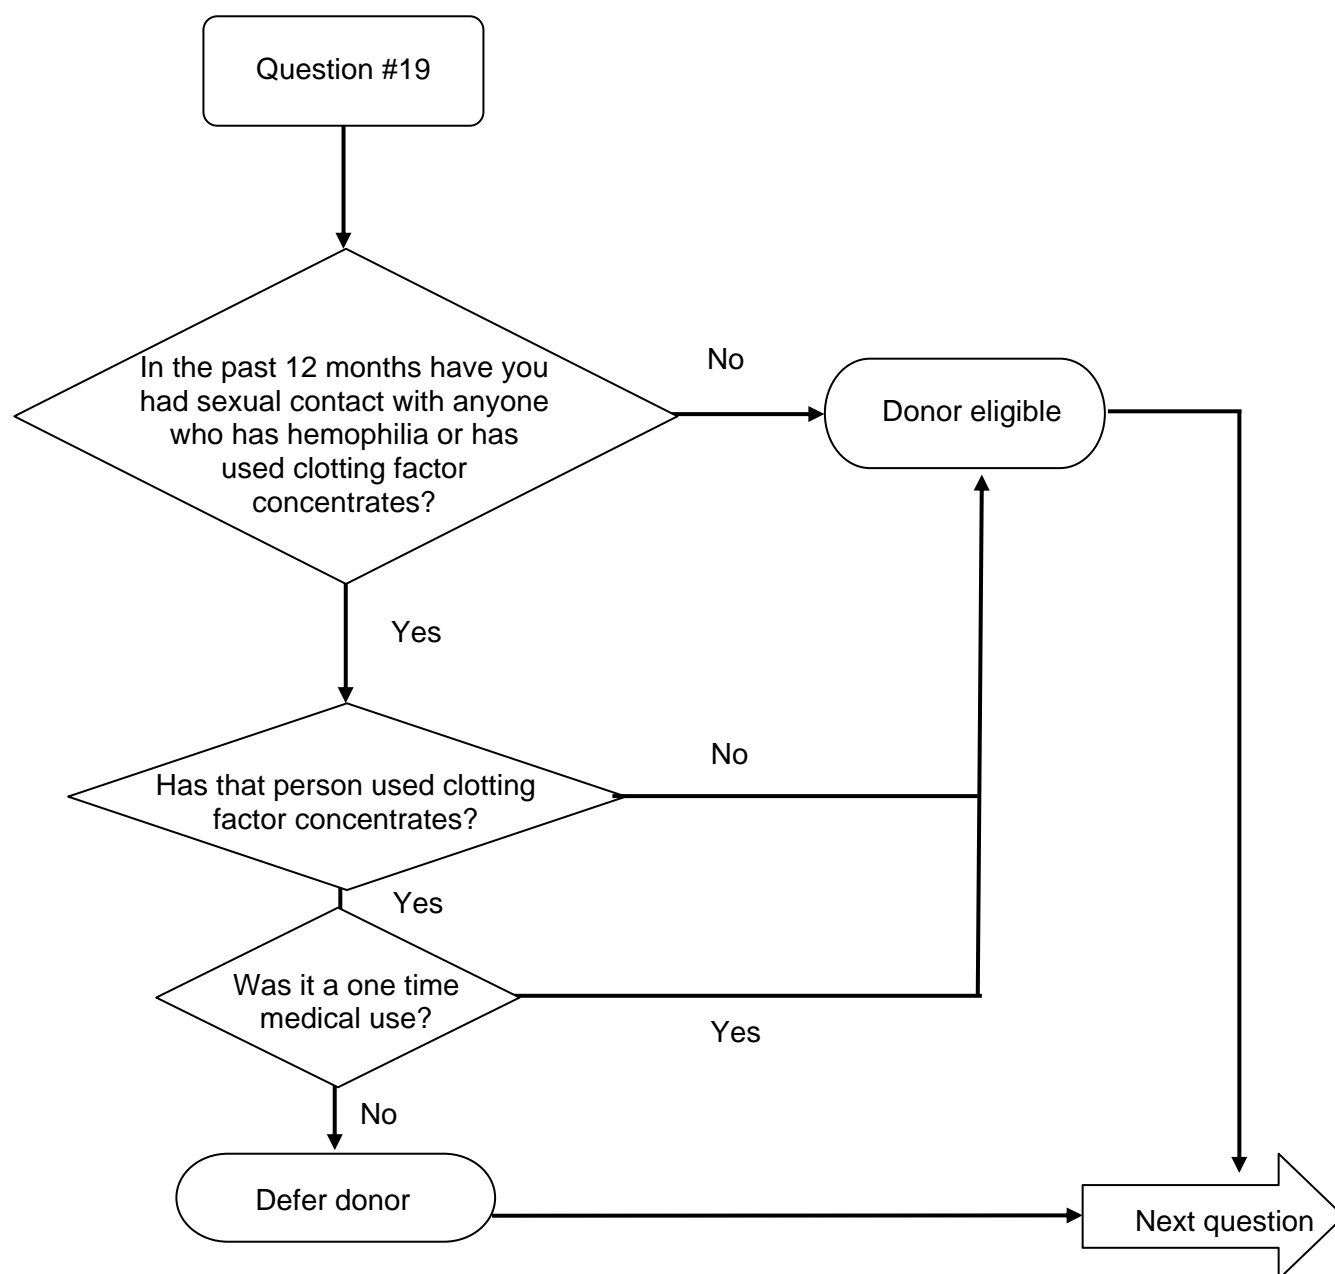 Question #19
In the past 12 months have you
had sexual contact with anyone
who has hemophilia or has
used clotting factor
concentrates?
No
Donor eligible
Yes
Has that person used clotting
factor concentrates?
No
Yes
Was it a one time
medical use?
Yes
No
Defer donor
Next question